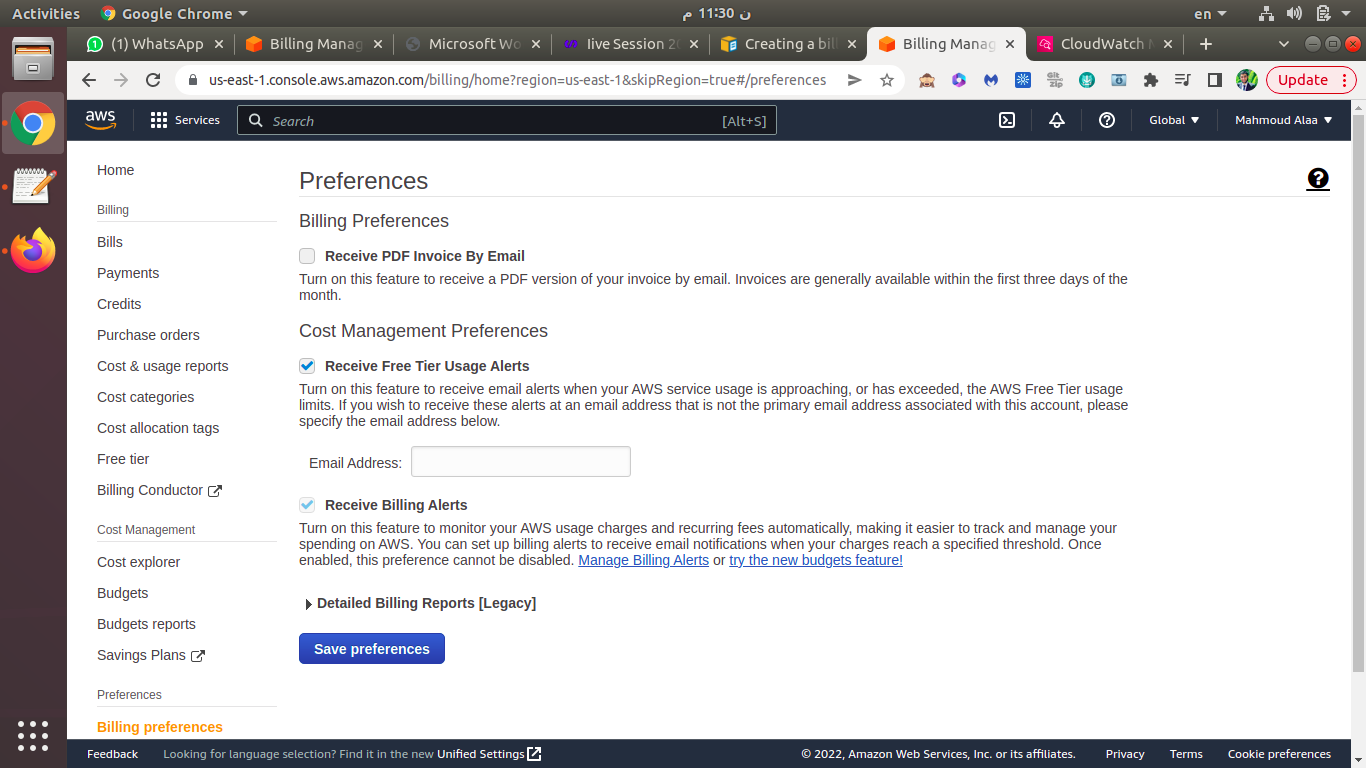 Activities
Google Chrome
ن 11:30 م
en
(1) WhatsApp
Billing Manag
Microsoft Wo
live Session 20
Creating a bil
Billing Manag
CloudWatch M
us-east-1.console.aws.amazon.com/billing/home?region=us-east-1&skipRegion=true#/preferences
Update
aws
Services
Search
[Alt+S]
Global
Mahmoud Alaa
Home
Billing
Bills
Payments
Credits
Purchase orders
Cost & usage reports
Cost categories
Cost allocation tags
Free tier
Billing Conductor
Cost Management
Cost explorer
Budgets
Budgets reports
Savings Plans
Preferences
Billing preferences
Preferences
Billing Preferences
Receive PDF Invoice By Email
Turn on this feature to receive a PDF version of your invoice by email. Invoices are generally available within the first three days of the
month.
Cost Management Preferences
Receive Free Tier Usage Alerts
Turn on this feature to receive email alerts when your AWS service usage is approaching, or has exceeded, the AWS Free Tier usage
limits. If you wish to receive these alerts at an email address that is not the primary email address associated with this account, please
specify the email address below.
Email Address:
Receive Billing Alerts
Turn on this feature to monitor your AWS usage charges and recurring fees automatically, making it easier to track and manage your
spending on AWS. You can set up billing alerts to receive email notifications when your charges reach a specified threshold. Once
enabled, this preference cannot be disabled. Manage Billing Alerts or try the new budgets feature!
Detailed Billing Reports [Legacy]
Save preferences
Feedback
Looking for language selection? Find it in the new Unified Settings
© 2022, Amazon Web Services, Inc. or its affiliates.
Privacy
Terms
Cookie preferences